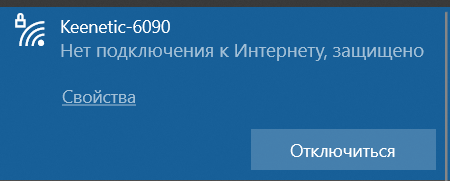 Keenetic-6090
Нет подключения к Интернету, защищено
Свойства
Отключиться